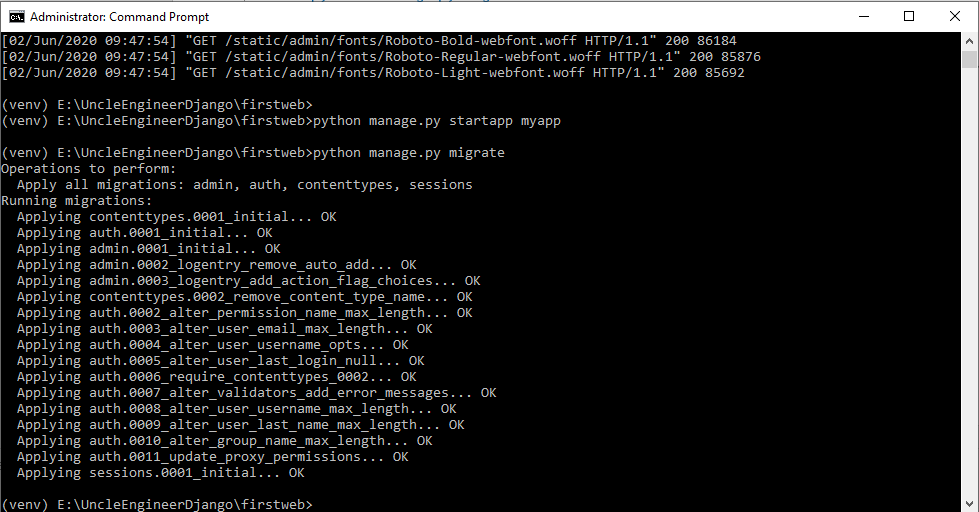 Administrator: Command Prompt
[02/Jun/2020 09:47:54] "GET /static/admin/fonts/Roboto-Bold-webfont.woff HTTP/1.1" 200 86184
[02/Jun/2020 09:47:54] "GET /static/admin/fonts/Roboto-Regular-webfont.woff HTTP/1.1" 200 85876
[02/Jun/2020 09:47:54] "GET /static/admin/fonts/Roboto-Light-webfont.woff HTTP/1.1" 200 85692
(venv) E:\UncleEngineerDjango\firstweb>
(venv) E:\UncleEngineerDjango\firstweb>python manage.py startapp myapp
(venv) E:\UncleEngineerDjango\firstweb>python manage.py migrate
Operations to perform:
  Apply all migrations: admin, auth, contenttypes, sessions
Running migrations:
  Applying contenttypes.0001_initial... OK
  Applying auth.0001_initial... OK
  Applying admin.0001_initial... OK
  Applying admin.0002_logentry_remove_auto_add... OK
  Applying admin.0003_logentry_add_action_flag_choices... OK
  Applying contenttypes.0002_remove_content_type_name... OK
  Applying auth.0002_alter_permission_name_max_length... OK
  Applying auth.0003_alter_user_email_max_length... OK
  Applying auth.0004_alter_user_username_opts... OK
  Applying auth.0005_alter_user_last_login_null... OK
  Applying auth.0006_require_contenttypes_0002... OK
  Applying auth.0007_alter_validators_add_error_messages... OK
  Applying auth.0008_alter_user_username_max_length... OK
  Applying auth.0009_alter_user_last_name_max_length... OK
  Applying auth.0010_alter_group_name_max_length... OK
  Applying auth.0011_update_proxy_permissions... OK
  Applying sessions.0001_initial... OK
(venv) E:\UncleEngineerDjango\firstweb>